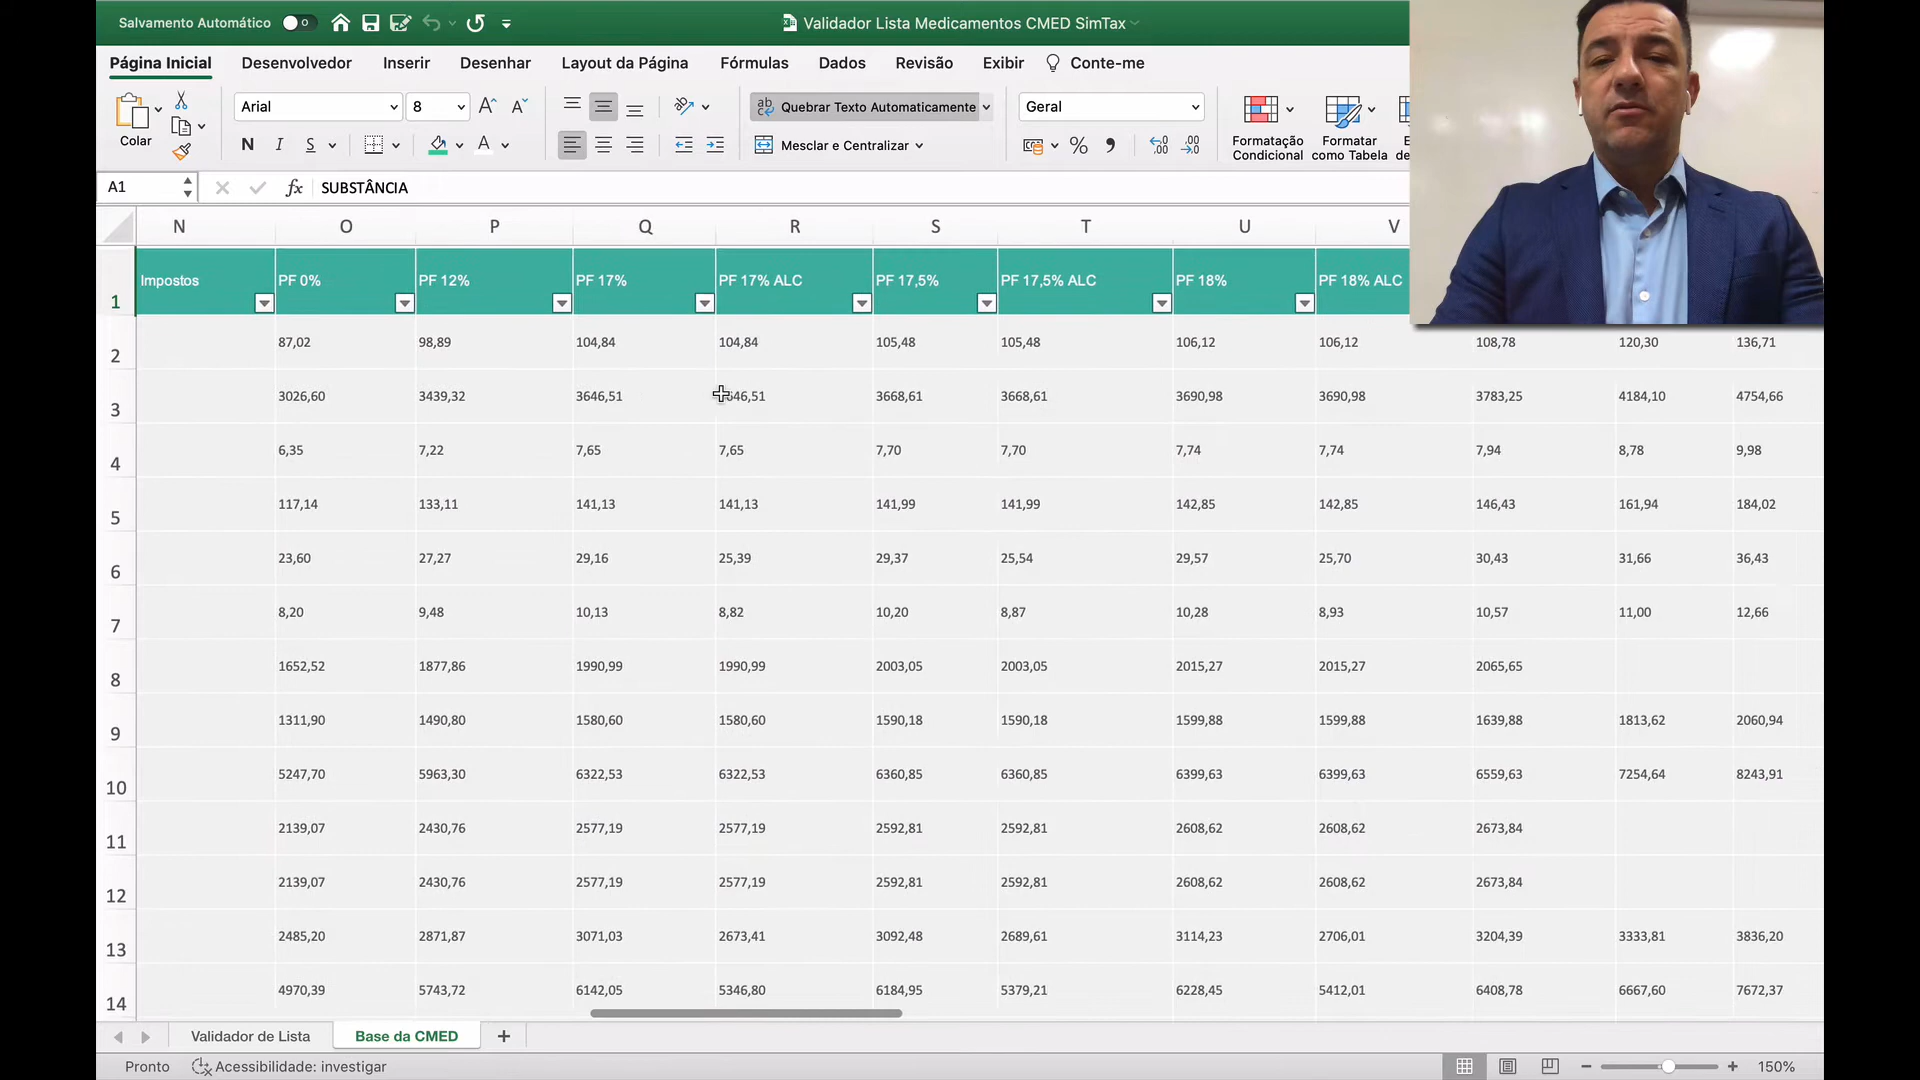 Salvamento Automático
Validador Lista Medicamentos CMED SimTax
Página Inicial Desenvolvedor Inserir Desenhar Layout da Página Fórmulas Dados Revisão Exibir Conte-me
Colar Arial 8 N I S A Quebrar Texto Automaticamente Mesclar e Centralizar Geral % Formatação Condicional Formatar como Tabela
A1 fx SUBSTÂNCIA
N O P Q R S T U V
1 Impostos PF 0% PF 12% PF 17% PF 17% ALC PF 17,5% PF 17,5% ALC PF 18% PF 18% ALC
2 87,02 98,89 104,84 104,84 105,48 105,48 106,12 106,12 108,78 120,30 136,71
3 3026,60 3439,32 3646,51 46,51 3668,61 3668,61 3690,98 3690,98 3783,25 4184,10 4754,66
4 6,35 7,22 7,65 7,65 7,70 7,70 7,74 7,74 7,94 8,78 9,98
5 117,14 133,11 141,13 141,13 141,99 141,99 142,85 142,85 146,43 161,94 184,02
6 23,60 27,27 29,16 25,39 29,37 25,54 29,57 25,70 30,43 31,66 36,43
7 8,20 9,48 10,13 8,82 10,20 8,87 10,28 8,93 10,57 11,00 12,66
8 1652,52 1877,86 1990,99 1990,99 2003,05 2003,05 2015,27 2015,27 2065,65
9 1311,90 1490,80 1580,60 1580,60 1590,18 1590,18 1599,88 1599,88 1639,88 1813,62 2060,94
10 5247,70 5963,30 6322,53 6322,53 6360,85 6360,85 6399,63 6399,63 6559,63 7254,64 8243,91
11 2139,07 2430,76 2577,19 2577,19 2592,81 2592,81 2608,62 2608,62 2673,84
12 2139,07 2430,76 2577,19 2577,19 2592,81 2592,81 2608,62 2608,62 2673,84
13 2485,20 2871,87 3071,03 2673,41 3092,48 2689,61 3114,23 2706,01 3204,39 3333,81 3836,20
14 4970,39 5743,72 6142,05 5346,80 6184,95 5379,21 6228,45 5412,01 6408,78 6667,60 7672,37
Validador de Lista Base da CMED
Pronto Acessibilidade: investigar 150%